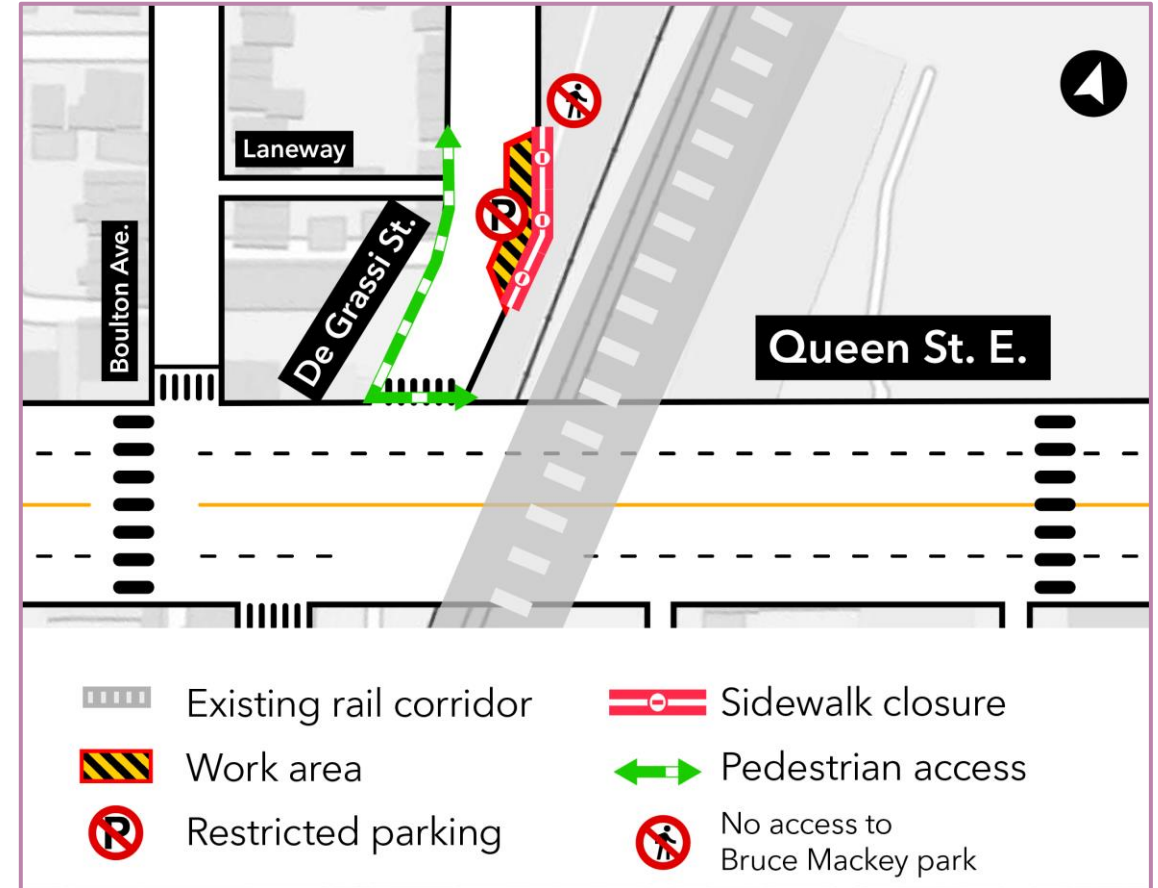 Laneway
Boulton Ave.
De Grassi St.
P
Queen St. E.
Existing rail corridor
Sidewalk closure
Work area
Pedestrian access
P
Restricted parking
No access to
Bruce Mackey park